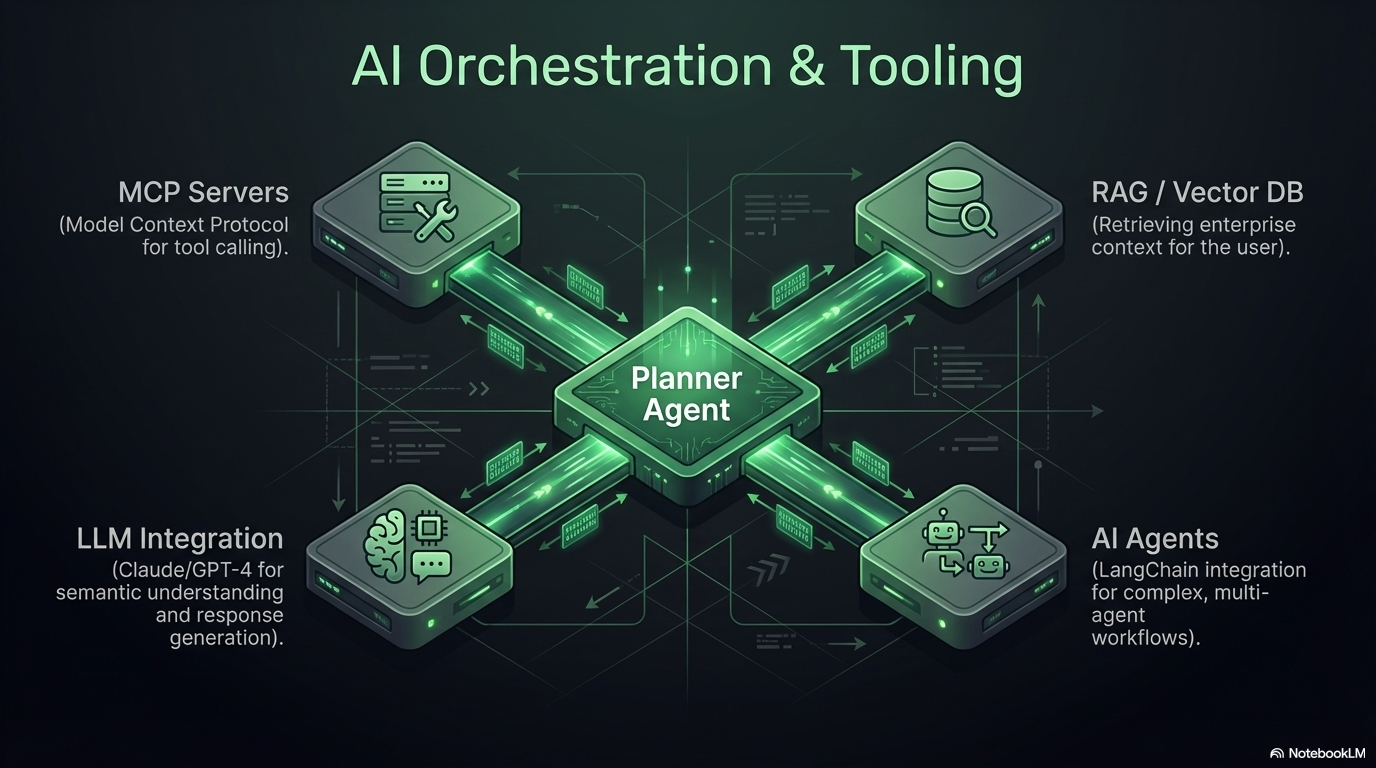 AI Orchestration & Tooling
MCP Servers
(Model Context Protocol
for tool calling).
RAG / Vector DB
(Retrieving enterprise
context for the user).
Planner
Agent
LLM Integration
(Claude/GPT-4 for
semantic understanding
and response
generation).
AI Agents
(LangChain integration
for complex, multi-
agent
workflows).
NotebookLM